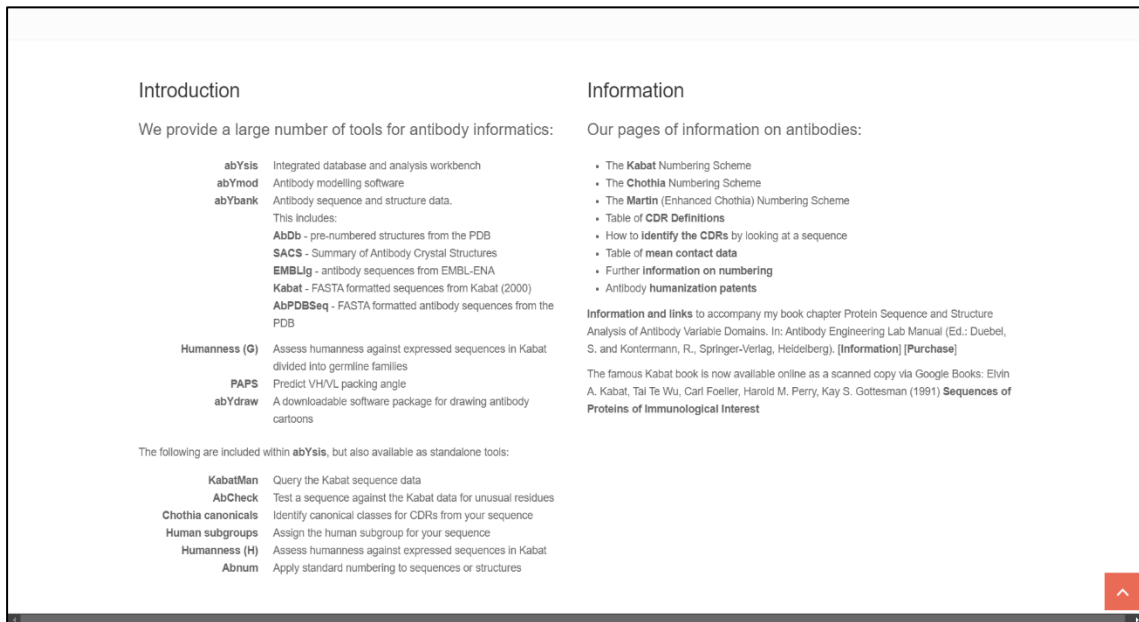 Introduction
We provide a large number of tools for antibody informatics:
abYsis Integrated database and analysis workbench
abYmod Antibody modelling software
abYbank Antibody sequence and structure data.
This includes:
AbDb - pre-numbered structures from the PDB
SACS - Summary of Antibody Crystal Structures
EMBLIg - antibody sequences from EMBL-ENA
Kabat - FASTA formatted sequences from Kabat (2000)
AbPDBSeq - FASTA formatted antibody sequences from the
PDB
Humanness (G) Assess humanness against expressed sequences in Kabat
divided into germline families
PAPS Predict VH/VL packing angle
abYdraw A downloadable software package for drawing antibody
cartoons
The following are included within abYsis, but also available as standalone tools:
KabatMan Query the Kabat sequence data
AbCheck Test a sequence against the Kabat data for unusual residues
Chothia canonicals Identify canonical classes for CDRs from your sequence
Human subgroups Assign the human subgroup for your sequence
Humanness (H) Assess humanness against expressed sequences in Kabat
Abnum Apply standard numbering to sequences or structures
Information
Our pages of information on antibodies:
• The Kabat Numbering Scheme
• The Chothia Numbering Scheme
• The Martin (Enhanced Chothia) Numbering Scheme
• Table of CDR Definitions
• How to identify the CDRs by looking at a sequence
• Table of mean contact data
• Further information on numbering
• Antibody humanization patents
Information and links to accompany my book chapter Protein Sequence and Structure
Analysis of Antibody Variable Domains. In: Antibody Engineering Lab Manual (Ed.: Duebel,
S. and Kontermann, R., Springer-Verlag, Heidelberg). [Information] [Purchase]
The famous Kabat book is now available online as a scanned copy via Google Books: Elvin
A. Kabat, Tai Te Wu, Carl Foeller, Harold M. Perry, Kay S. Gottesman (1991) Sequences of
Proteins of Immunological Interest